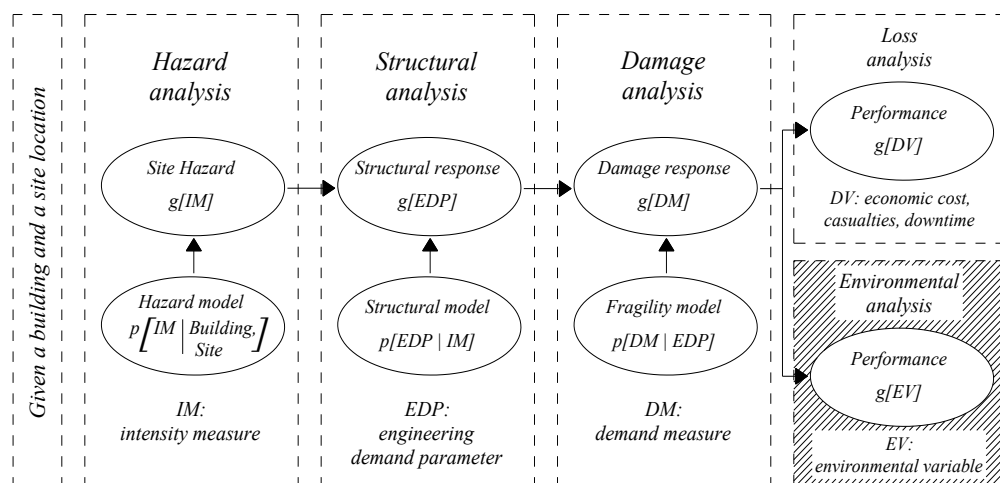 Given a building and a site location
Hazard
analysis
Site Hazard
g[IM]
Hazard model
p[IM | Building,
Site]
IM:
intensity measure
Structural
analysis
Structural response
g[EDP]
Structural model
p[EDP | IM]
EDP:
engineering
demand parameter
Damage
analysis
Damage response
g[DM]
Fragility model
p[DM | EDP]
DM:
demand measure
Loss
analysis
Performance
g[DV]
DV: economic cost,
casualties, downtime
Environmental
analysis
Performance
g[EV]
EV:
environmental variable